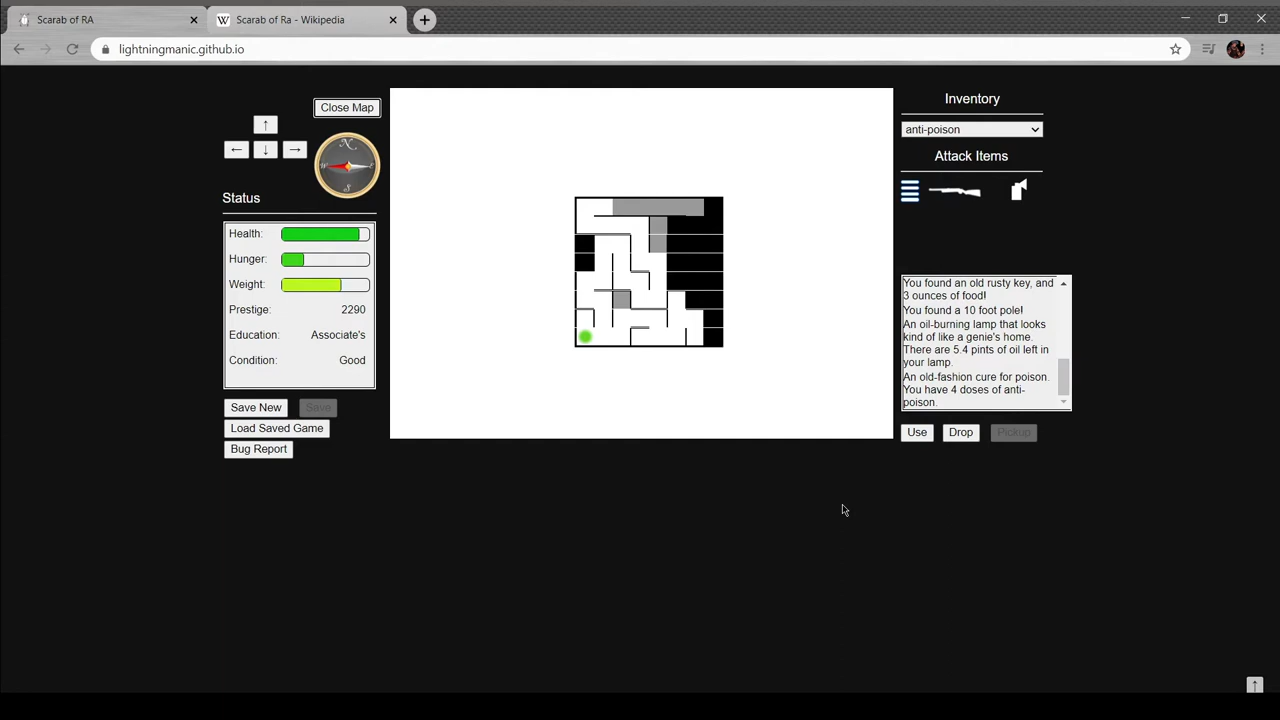 Scarab of RA
Scarab of Ra - Wikipedia
lightningmanic.github.io
Close Map
N
W
E
S
Status
Health:
Hunger:
Weight:
Prestige: 2290
Education: Associate's
Condition: Good
Save New
Save
Load Saved Game
Bug Report
Inventory
anti-poison
Attack Items
You found an old rusty key, and
3 ounces of food!
You found a 10 foot pole!
An oil-burning lamp that looks
kind of like a genie's home.
There are 5.4 pints of oil left in
your lamp.
An old-fashion cure for poison.
You have 4 doses of anti-
poison.
Use
Drop
Pickup